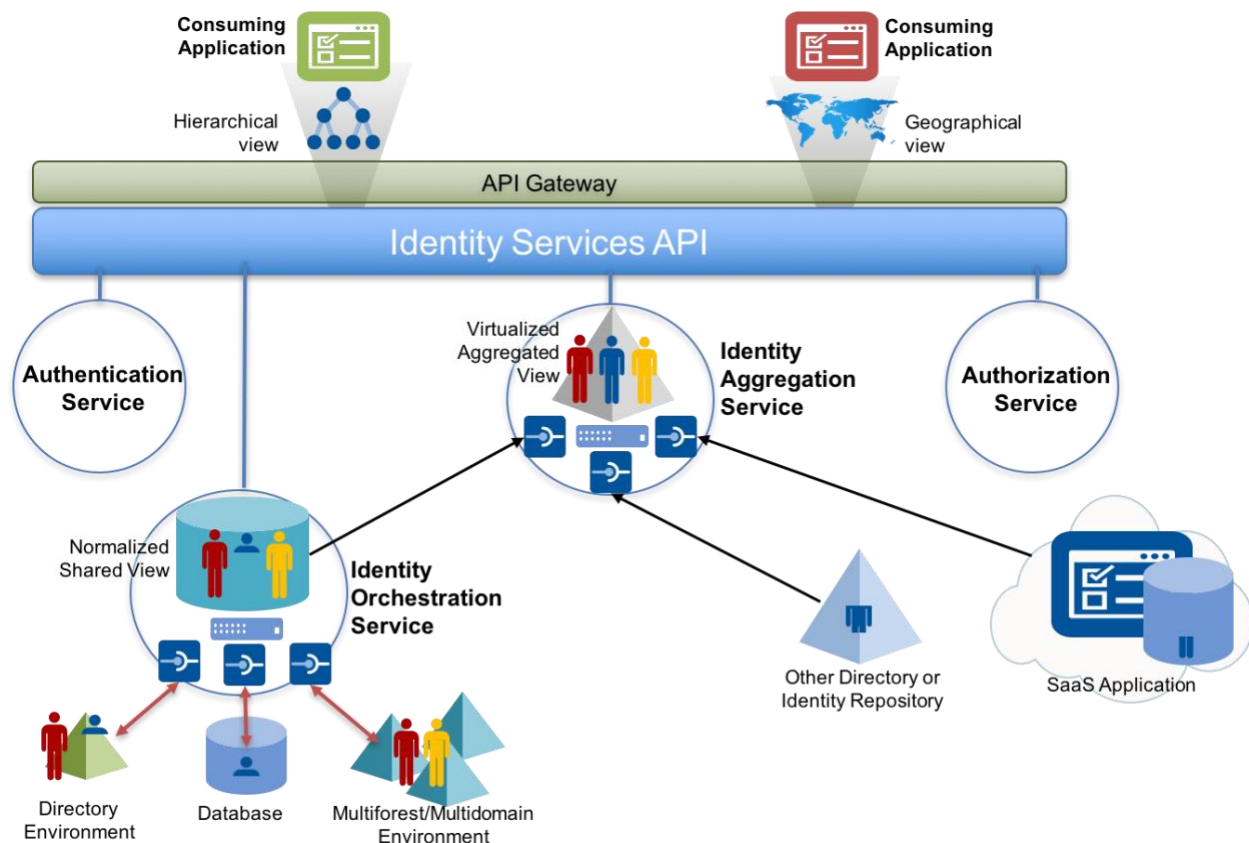 Consuming
Application
Consuming
Application
Hierarchical
view
Geographical
view
API Gateway
Identity Services API
Authentication
Service
Virtualized
Aggregated
View
Identity
Aggregation
Service
Authorization
Service
Normalized
Shared View
Identity
Orchestration
Service
Other Directory or
Identity Repository
SaaS Application
Directory
Environment
Database
Multiforest/Multidomain
Environment